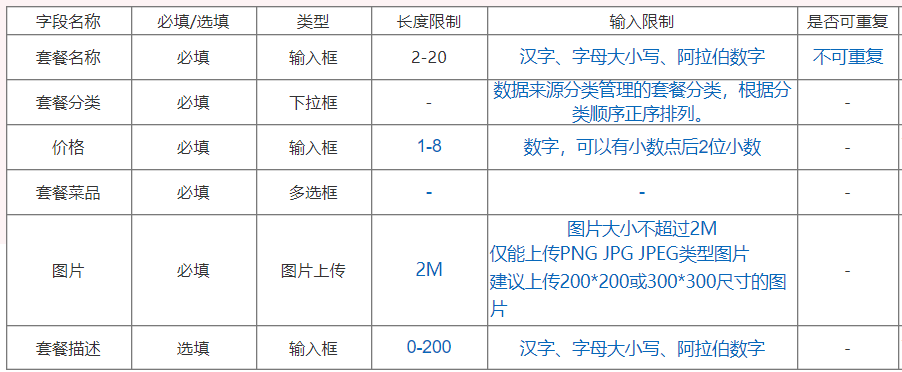 字段名称 必填/选填 类型 长度限制 输入限制 是否可重复
套餐名称 必填 输入框 2-20 汉字、字母大小写、阿拉伯数字 不可重复
套餐分类 必填 下拉框 - 数据来源分类管理的套餐分类，根据分
类顺序正序排列。 -
价格 必填 输入框 1-8 数字，可以有小数点后2位小数 -
套餐菜品 必填 多选框 - - -
图片 必填 图片上传 2M 图片大小不超过2M
仅能上传PNG JPG JPEG类型图片
建议上传200*200或300*300尺寸的图
片 -
套餐描述 选填 输入框 0-200 汉字、字母大小写、阿拉伯数字 -